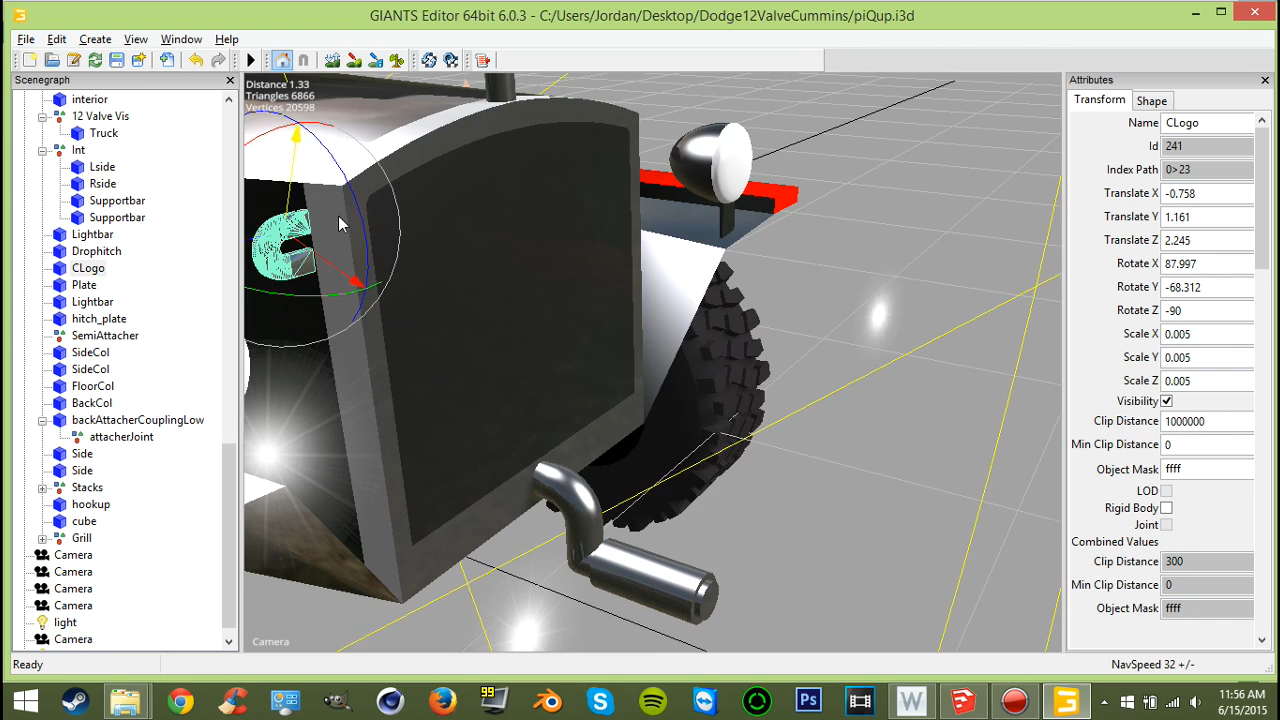 GIANTS Editor 64bit 6.0.3 - C:/Users/Jordan/Desktop/Dodge12ValveCummins/piQup.i3d
File Edit Create View Window Help
Scenegraph
interior
12 Valve Vis
Truck
Int
Lside
Rside
Supportbar
Supportbar
Lightbar
Drophitch
CLogo
Plate
Lightbar
hitch_plate
SemiAttacher
SideCol
SideCol
FloorCol
BackCol
backAttacherCouplingLow
attacherJoint
Side
Side
Stacks
hookup
cube
Grill
Camera
Camera
Camera
Camera
light
Camera
Distance 1.33
Triangles 6866
Vertices 20598
Camera
Attributes
Transform Shape
Name CLogo
Id 241
Index Path 0>23
Translate X -0.758
Translate Y 1.161
Translate Z 2.245
Rotate X 87.997
Rotate Y -68.312
Rotate Z -90
Scale X 0.005
Scale Y 0.005
Scale Z 0.005
Visibility
Clip Distance 1000000
Min Clip Distance 0
Object Mask ffff
LOD
Rigid Body
Joint
Combined Values
Clip Distance 300
Min Clip Distance 0
Object Mask ffff
Ready
NavSpeed 32 +/-
99
Ps
W
11:56 AM
6/15/2015